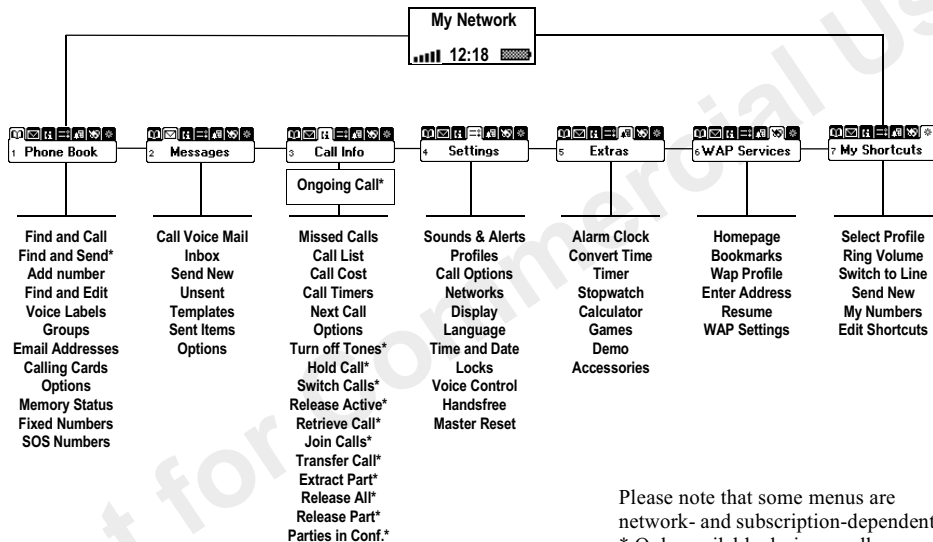 My Network
12:18
1 Phone Book
2 Messages
3 Call Info
4 Settings
5 Extras
6 WAP Services
7 My Shortcuts
Ongoing Call*
Find and Call
Find and Send*
Add number
Find and Edit
Voice Labels
Groups
Email Addresses
Calling Cards
Options
Memory Status
Fixed Numbers
SOS Numbers
Call Voice Mail
Inbox
Send New
Unsent
Templates
Sent Items
Options
Missed Calls
Call List
Call Cost
Call Timers
Next Call
Options
Turn off Tones*
Hold Call*
Switch Calls*
Release Active*
Retrieve Call*
Join Calls*
Transfer Call*
Extract Part*
Release All*
Release Part*
Parties in Conf.*
Sounds & Alerts
Profiles
Call Options
Networks
Display
Language
Time and Date
Locks
Voice Control
Handsfree
Master Reset
Alarm Clock
Convert Time
Timer
Stopwatch
Calculator
Games
Demo
Accessories
Homepage
Bookmarks
Wap Profile
Enter Address
Resume
WAP Settings
Select Profile
Ring Volume
Switch to Line
Send New
My Numbers
Edit Shortcuts
Please note that some menus are
network- and subscription-dependent
t for Commercial Us